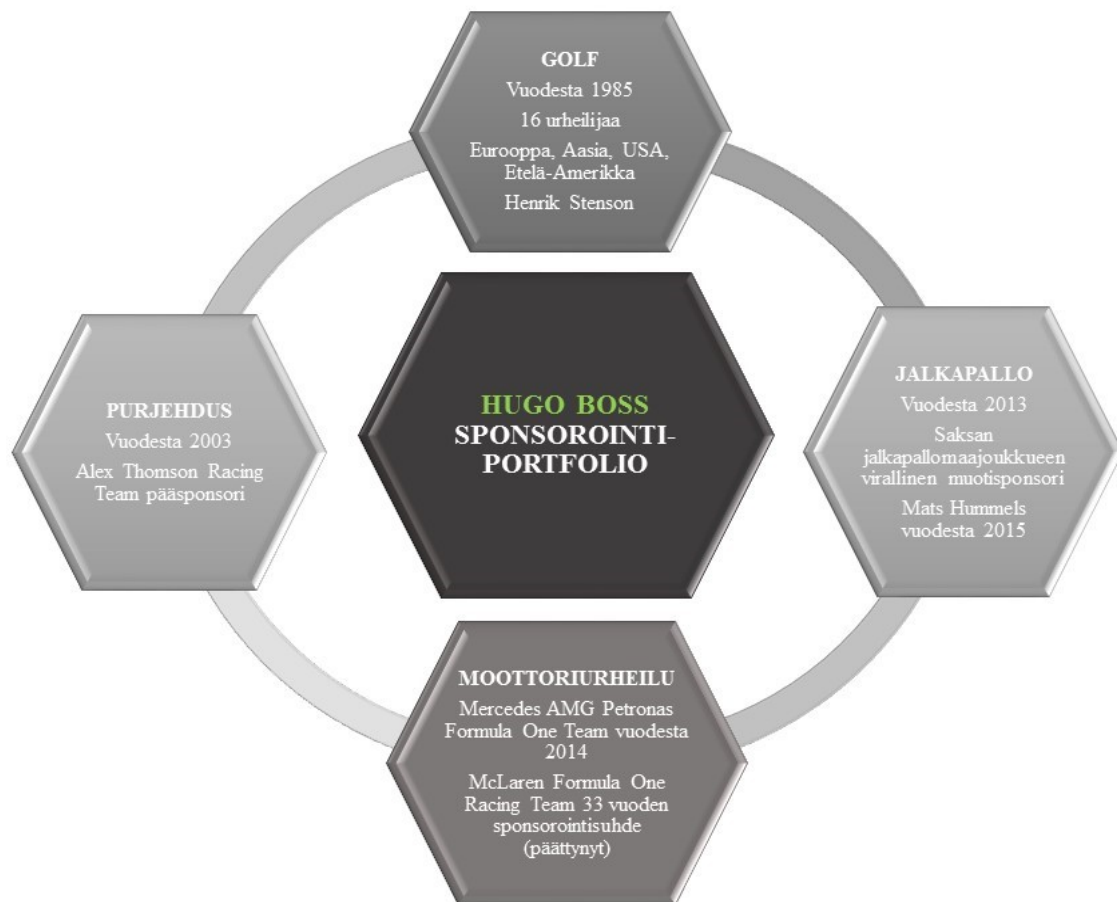 GOLF
Vuodesta 1985
16 urheilijaa
Eurooppa, Aasia, USA,
Etelä-Amerikka
Henrik Stenson
PURJEHDUS
Vuodesta 2003
Alex Thomson Racing
Team pääsponsori
HUGO BOSS
SPONSOROINTI-
PORTFOLIO
JALKAPALLO
Vuodesta 2013
Saksan
jalkapallomaajoukkueen
virallinen muotisponsori
Mats Hummels
vuodesta 2015
MOOTTORIURHEILU
Mercedes AMG Petronas
Formula One Team vuodesta
2014
McLaren Formula One
Racing Team 33 vuoden
sponsorointisuhde
(päättynyt)